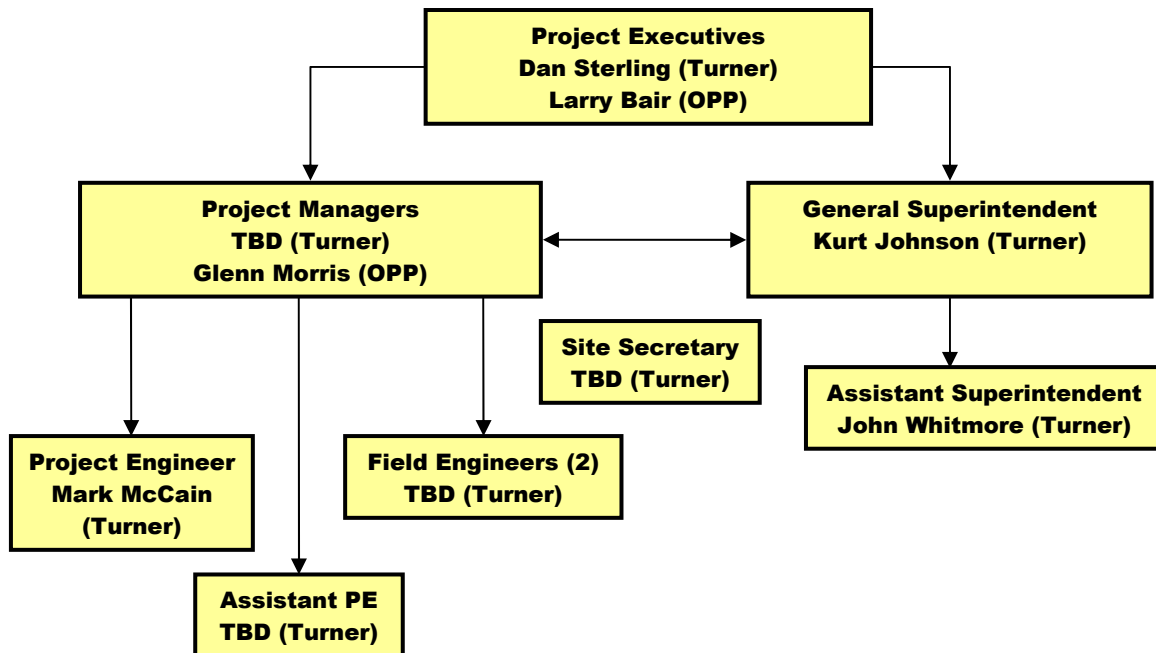 Project Executives
Dan Sterling (Turner)
Larry Bair (OPP)
Project Managers
TBD (Turner)
Glenn Morris (OPP)
General Superintendent
Kurt Johnson (Turner)
Site Secretary
TBD (Turner)
Assistant Superintendent
John Whitmore (Turner)
Project Engineer
Mark McCain
(Turner)
Field Engineers (2)
TBD (Turner)
Assistant PE
TBD (Turner)